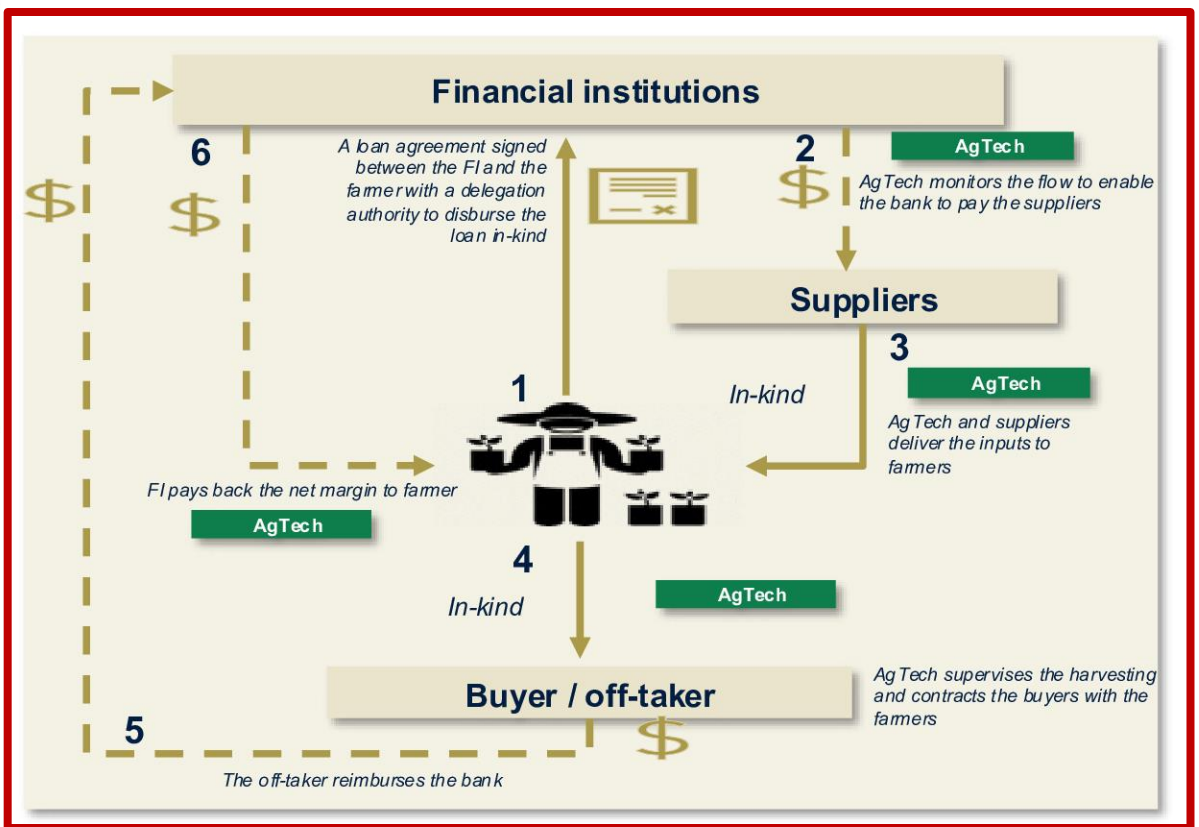 Financial institutions
6
A loan agreement signed
between the FI and the
farmer with a delegation
authority to disburse the
loan in-kind
2
AgTech
$
$
$
AgTech monitors the flow to enable
the bank to pay the suppliers
Suppliers
3
AgTech
In-kind
AgTech and suppliers
deliver the inputs to
farmers
1
FI pays back the net margin to farmer
AgTech
4
In-kind
AgTech
Buyer / off-taker
AgTech supervises the harvesting
and contracts the buyers with the
farmers
5
$
The off-taker reimburses the bank